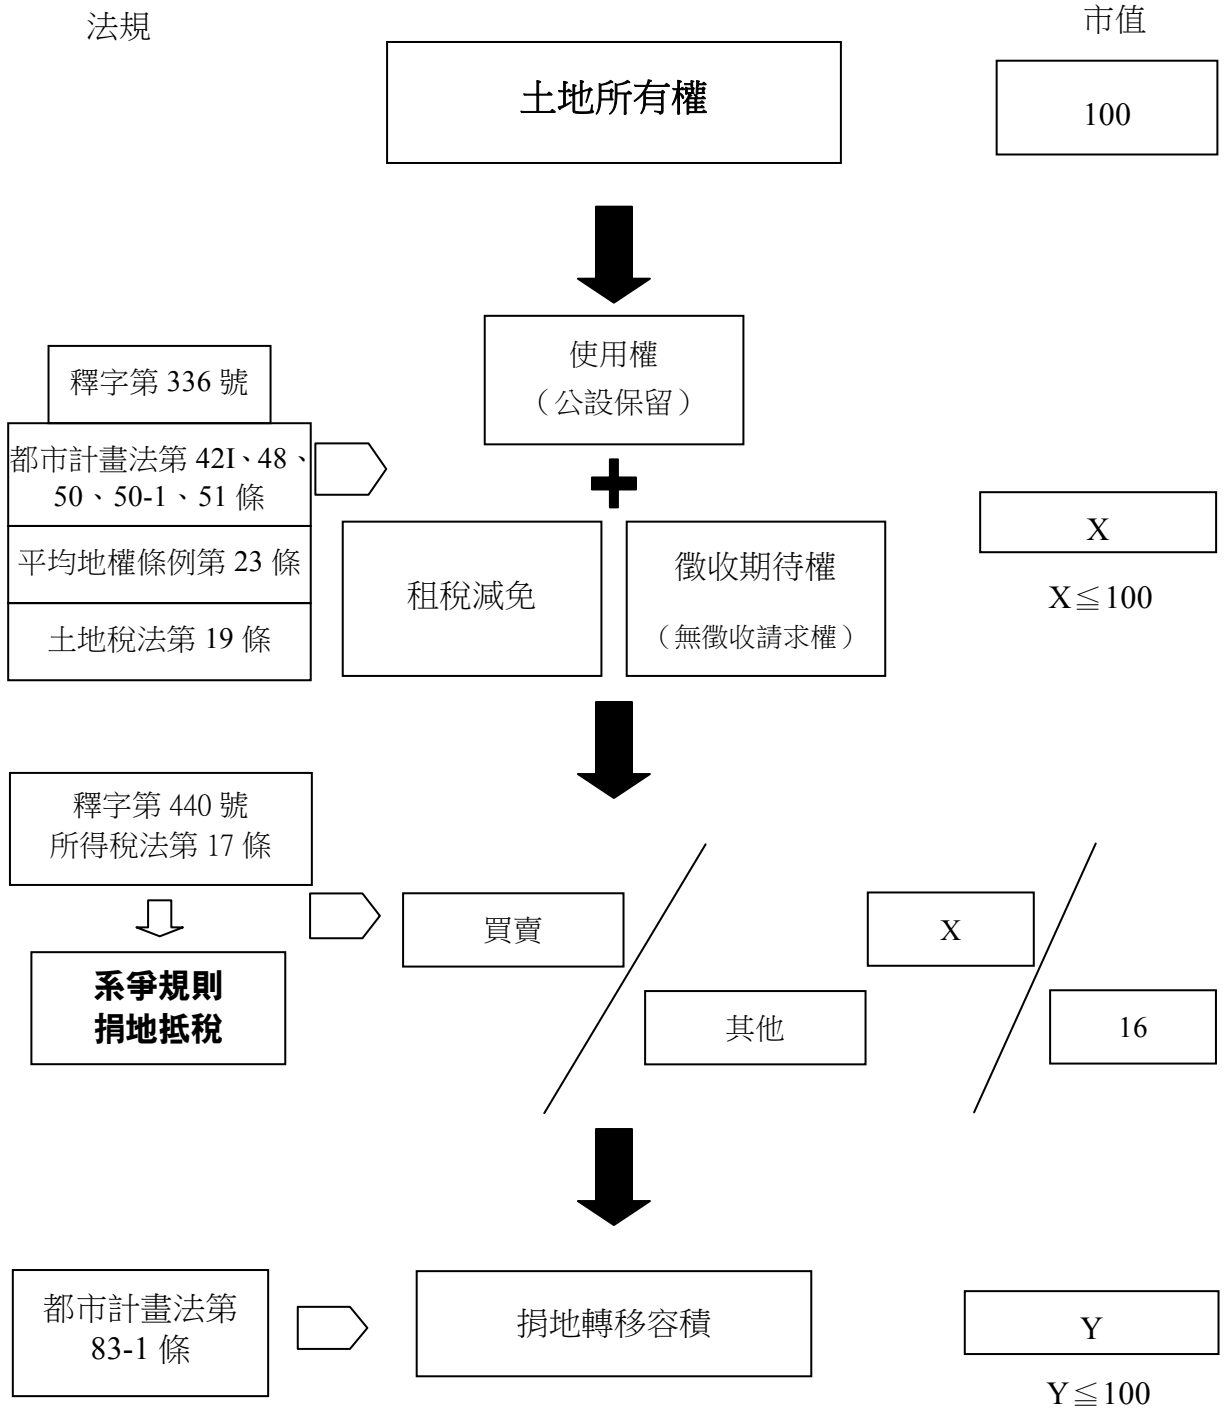 法規
市值
土地所有權
100
使用權
（公設保留）
釋字第 336 號
都市計畫法第 42I、48、
50、50-1、51 條
平均地權條例第 23 條
土地稅法第 19 條
租稅減免
徵收期待權
（無徵收請求權）
X
X≦100
釋字第 440 號
所得稅法第 17 條
系爭規則
捐地抵稅
買賣
其他
X
16
都市計畫法第
83-1 條
捐地轉移容積
Y
Y≦100